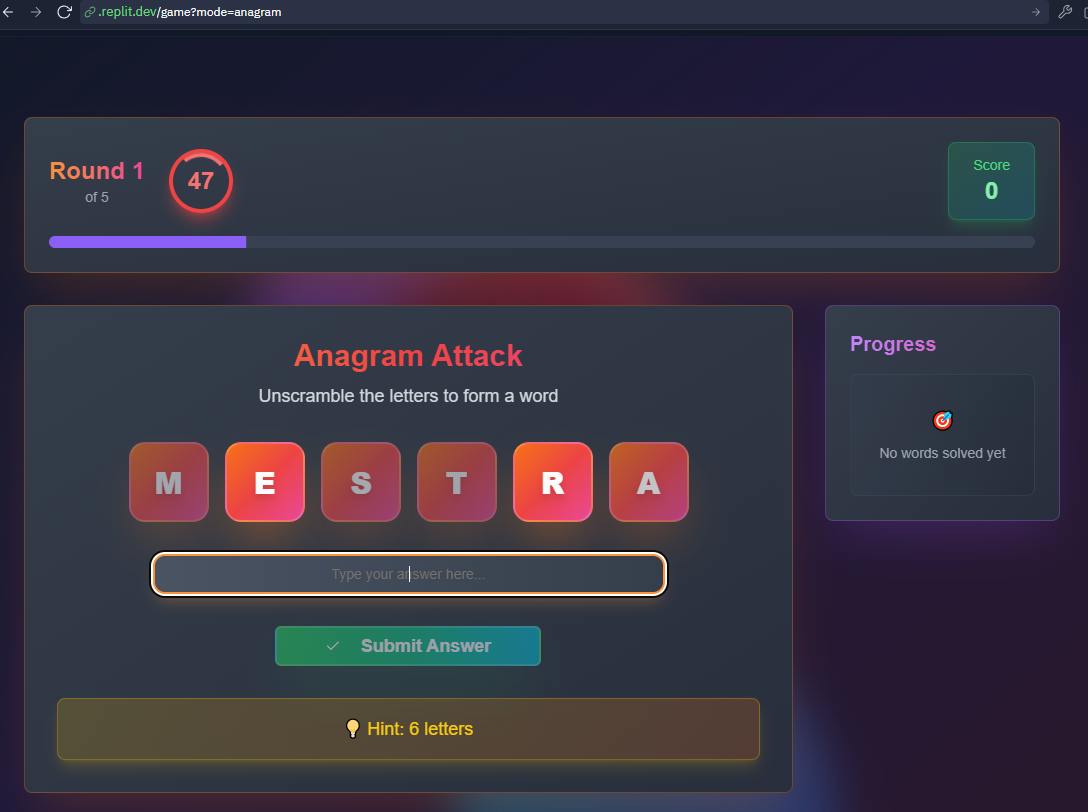 .replit.dev/game?mode=anagram
Round 1
of 5
47
Score
0
Anagram Attack
Unscramble the letters to form a word
M E S T R A
Type your answer here...
Submit Answer
Hint: 6 letters
Progress
No words solved yet